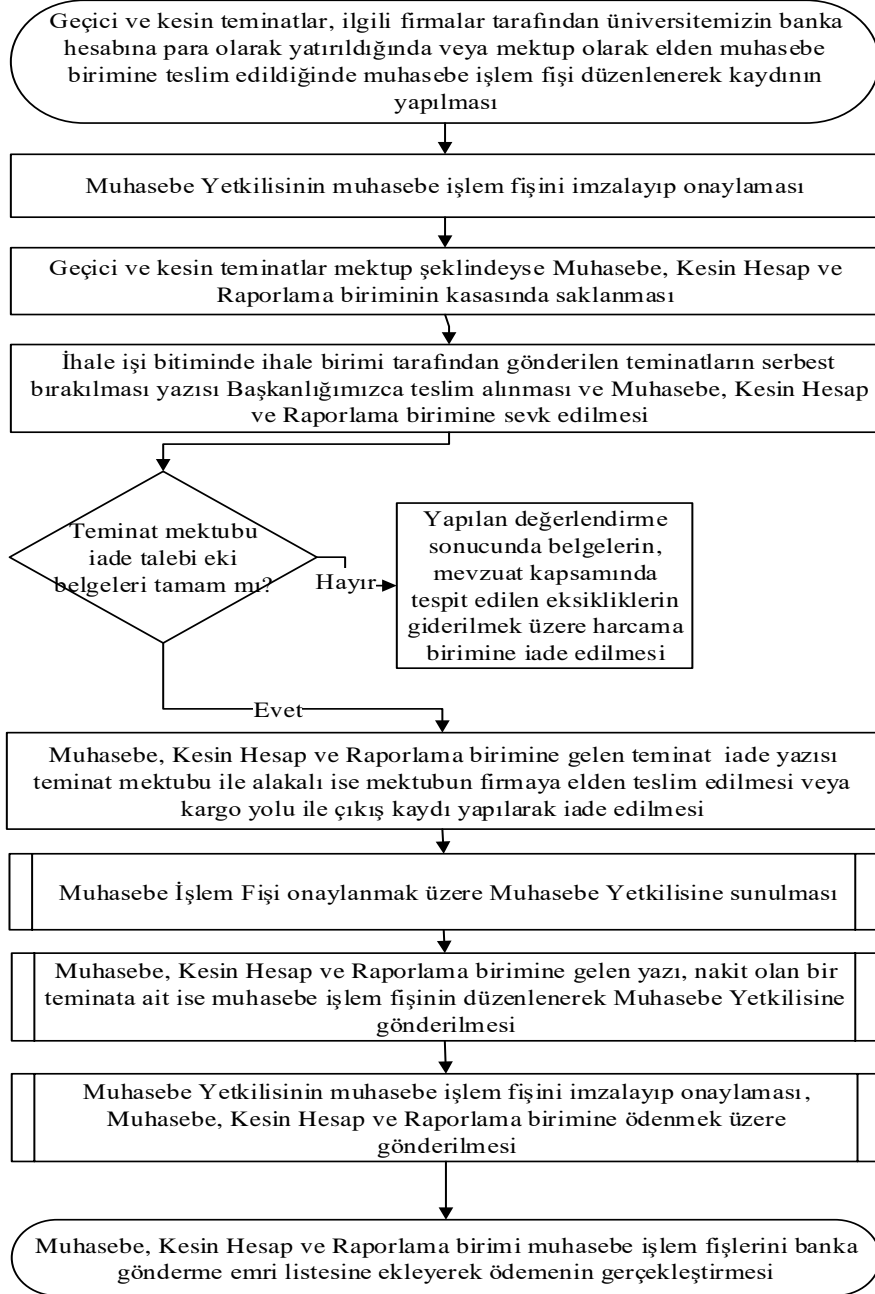 Geçici ve kesin teminatlar, ilgili firmalar tarafından üniversitemizin banka
hesabına para olarak yatırıldığında veya mektup olarak elden muhasebe
birimine teslim edildiğinde muhasebe işlem fişi düzenlenerek kaydının
yapılması
Muhasebe Yetkilisinin muhasebe işlem fişini imzalayıp onaylaması
Geçici ve kesin teminatlar mektup şeklindeyse Muhasebe, Kesin Hesap ve
Raporlama biriminin kasasında saklanması
İhale işi bitiminde ihale birimi tarafından gönderilen teminatların serbest
bırakılması yazısı Başkanlığımızca teslim alınması ve Muhasebe, Kesin Hesap
ve Raporlama birimine sevk edilmesi
Teminat mektubu
iade talebi eki
belgeleri tamam mı?
Hayır
Yapılan değerlendirme
sonucunda belgelerin,
mevzuat kapsamında
tespit edilen eksikliklerin
giderilmek üzere harcama
birimine iade edilmesi
Evet
Muhasebe, Kesin Hesap ve Raporlama birimine gelen teminat iade yazısı
teminat mektubu ile alakalı ise mektubun firmaya elden teslim edilmesi veya
kargo yolu ile çıkış kaydı yapılarak iade edilmesi
Muhasebe İşlem Fişi onaylanmak üzere Muhasebe Yetkilisine sunulması
Muhasebe, Kesin Hesap ve Raporlama birimine gelen yazı, nakit olan bir
teminata ait ise muhasebe işlem fişinin düzenlenerek Muhasebe Yetkilisine
gönderilmesi
Muhasebe Yetkilisinin muhasebe işlem fişini imzalayıp onaylaması,
Muhasebe, Kesin Hesap ve Raporlama birimine ödenmek üzere
gönderilmesi
Muhasebe, Kesin Hesap ve Raporlama birimi muhasebe işlem fişlerini banka
gönderme emri listesine ekleyerek ödemenin gerçekleştirmesi